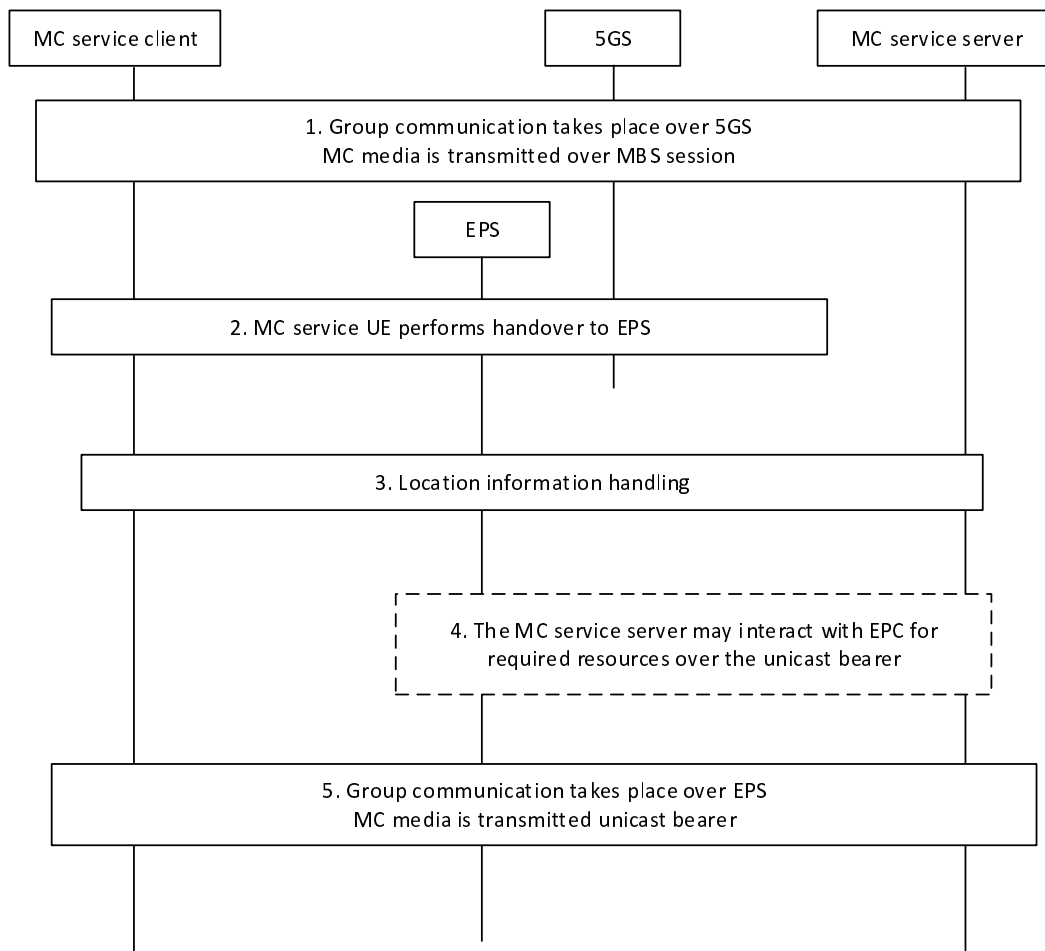 MC service client
5GS
MC service server
1. Group communication takes place over 5GS
MC media is transmitted over MBS session
EPS
2. MC service UE performs handover to EPS
3. Location information handling
4. The MC service server may interact with EPC for
required resources over the unicast bearer
5. Group communication takes place over EPS
MC media is transmitted unicast bearer